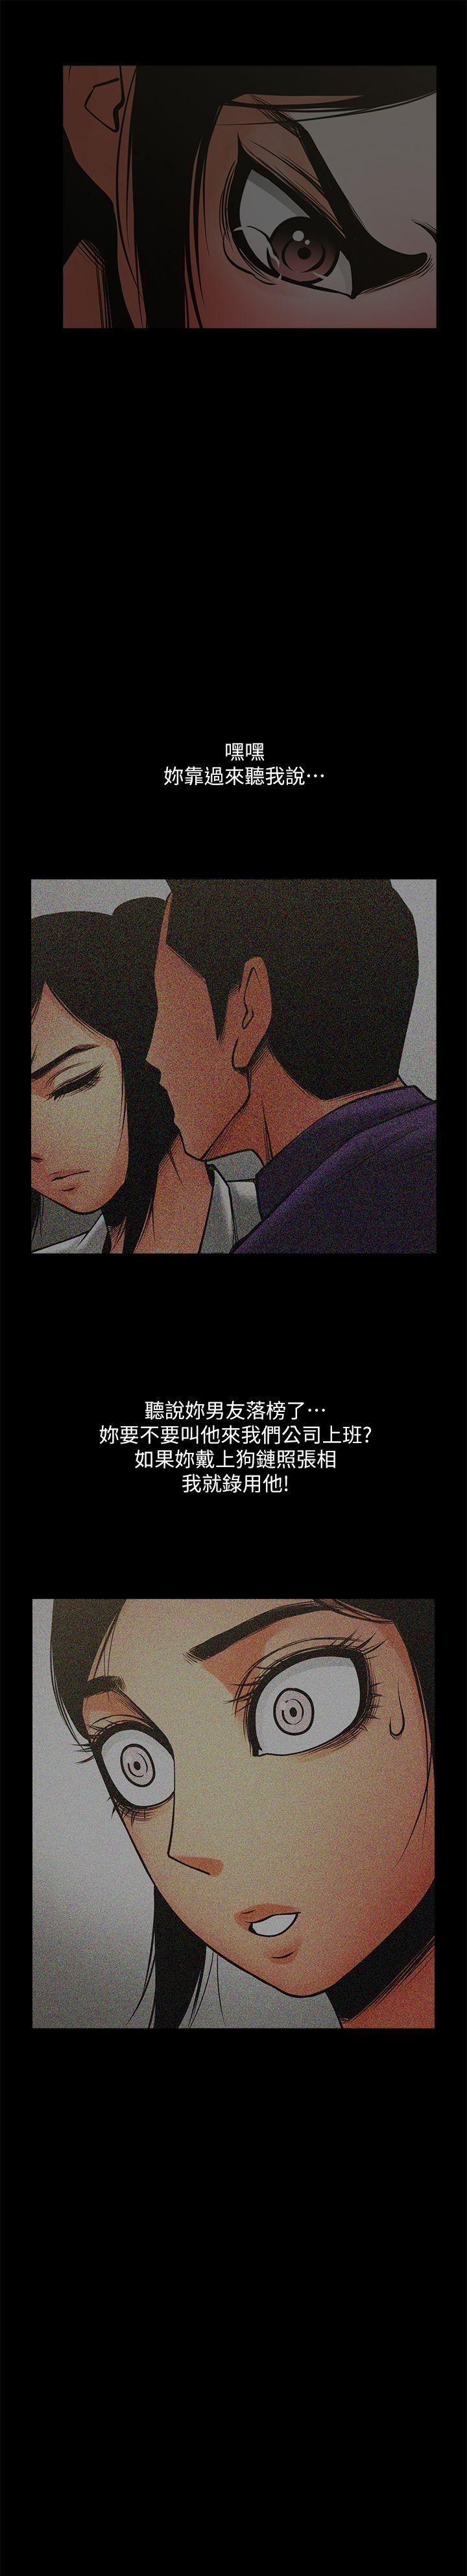 嘿嘿
妳靠過來聽我說…
聽說妳男友落榜了…
妳要不要叫他來我們公司上班?
如果妳戴上狗鏈照張相
我就錄用他!